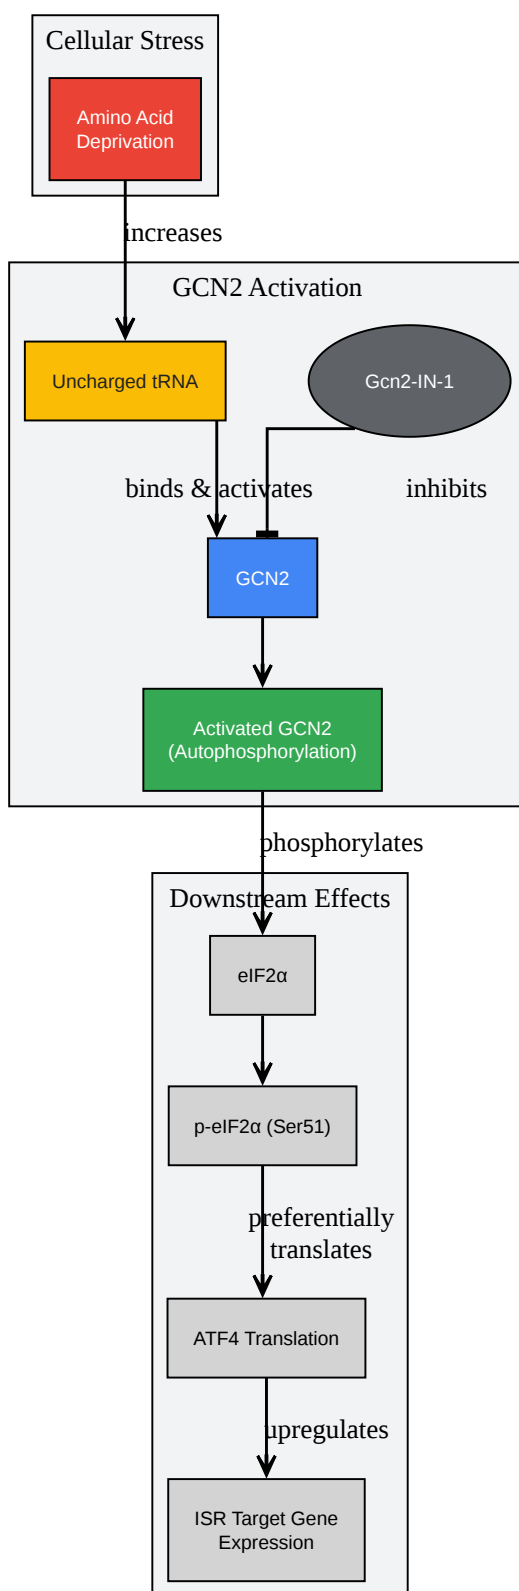 Cellular Stress
Amino Acid
Deprivation
increases
GCN2 Activation
Uncharged tRNA
Gcn2-IN-1
binds & activates
inhibits
GCN2
Activated GCN2
(Autophosphorylation)
phosphorylates
Downstream Effects
eIF2α
p-eIF2α (Ser51)
preferentially
translates
ATF4 Translation
upregulates
ISR Target Gene
Expression